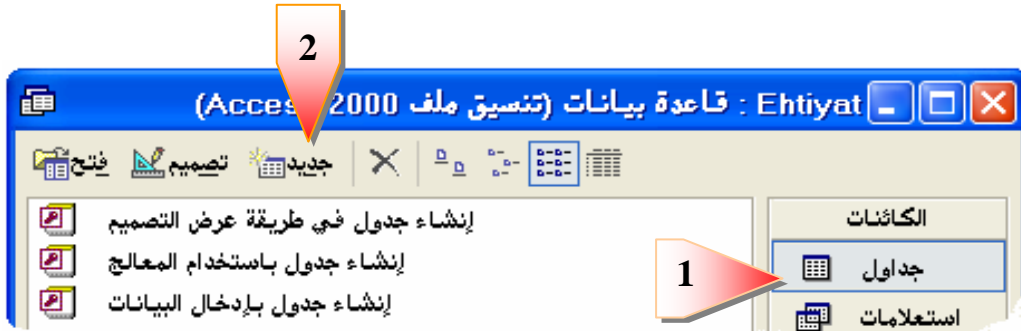 2
Ehtiyat : قاعدة بيانات (تنسيق ملف Access 2000)
فتح تصميم جديد
الكائنات
إنشاء جدول في طريقة عرض التصميم
جداول
1
إنشاء جدول باستخدام المعالج
استعلامات
إنشاء جدول بإدخال البيانات